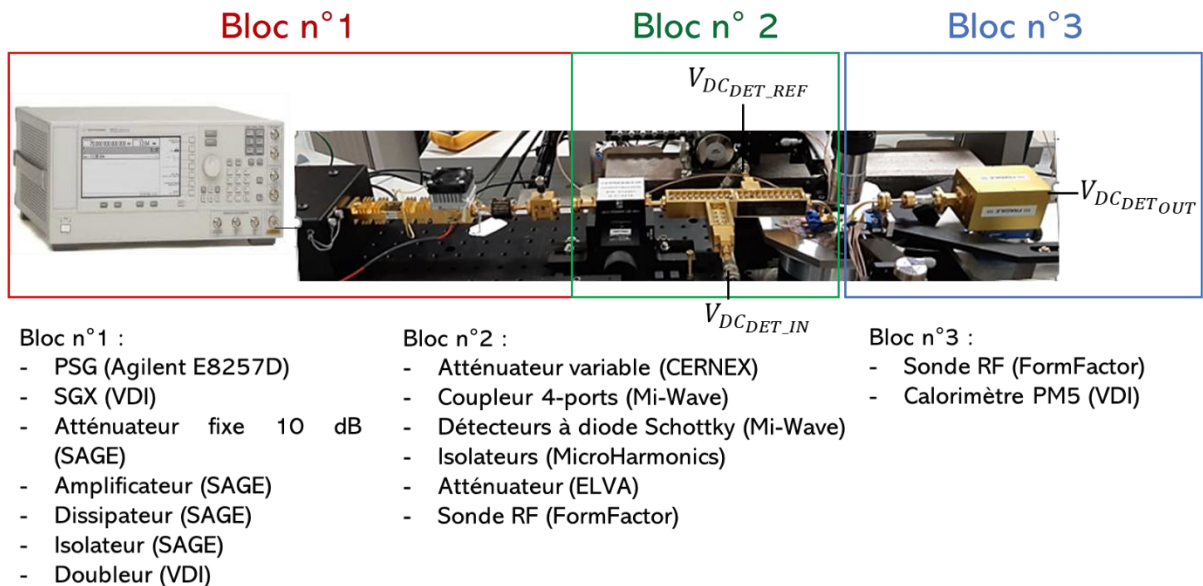 Bloc n°1
Bloc n° 2
Bloc n°3
V_DC_DET_REF
V_DC_DET_OUT
V_DC_DET_IN
Bloc n°1 :
- PSG (Agilent E8257D)
- SGX (VDI)
- Atténuateur fixe 10 dB
(SAGE)
- Amplificateur (SAGE)
- Dissipateur (SAGE)
- Isolateur (SAGE)
- Doubleur (VDI)
Bloc n°2 :
- Atténuateur variable (CERNEX)
- Coupleur 4-ports (Mi-Wave)
- Détecteurs à diode Schottky (Mi-Wave)
- Isolateurs (MicroHarmonics)
- Atténuateur (ELVA)
- Sonde RF (FormFactor)
Bloc n°3 :
- Sonde RF (FormFactor)
- Calorimètre PM5 (VDI)